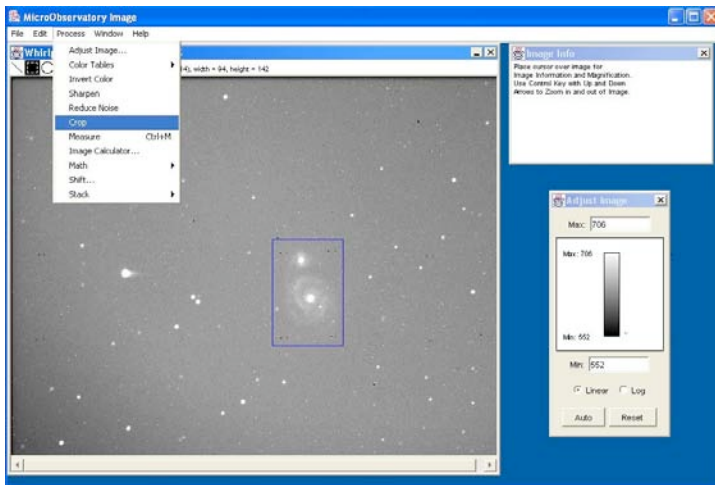 MicroObservatory Image
File Edit Process Window Help
Whirlp
Adjust Image...
Color Tables
Invert Color
Sharpen
Reduce Noise
Crop
Measure Ctrl+M
Image Calculator...
Math
Shift...
Stack
width = 94, height = 142
Image Info
Place cursor over image for
Image Information and Magnification.
Use Control Key with Up and Down
Arrows to Zoom in and out of Image.
Adjust Image
Max: 706
Max: 706
Min: 552
Min: 552
Linear Log
Auto Reset